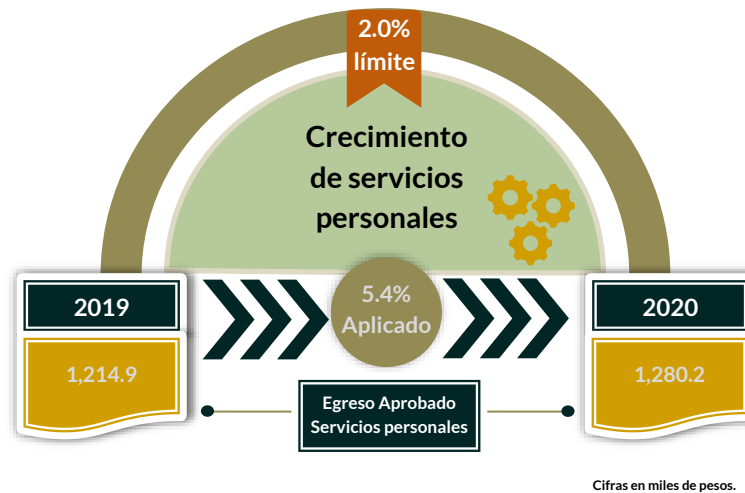 2.0%
límite
Crecimiento
de servicios
personales
2019
5.4%
Aplicado
2020
1,214.9
1,280.2
Egreso Aprobado
Servicios personales
Cifras en miles de pesos.